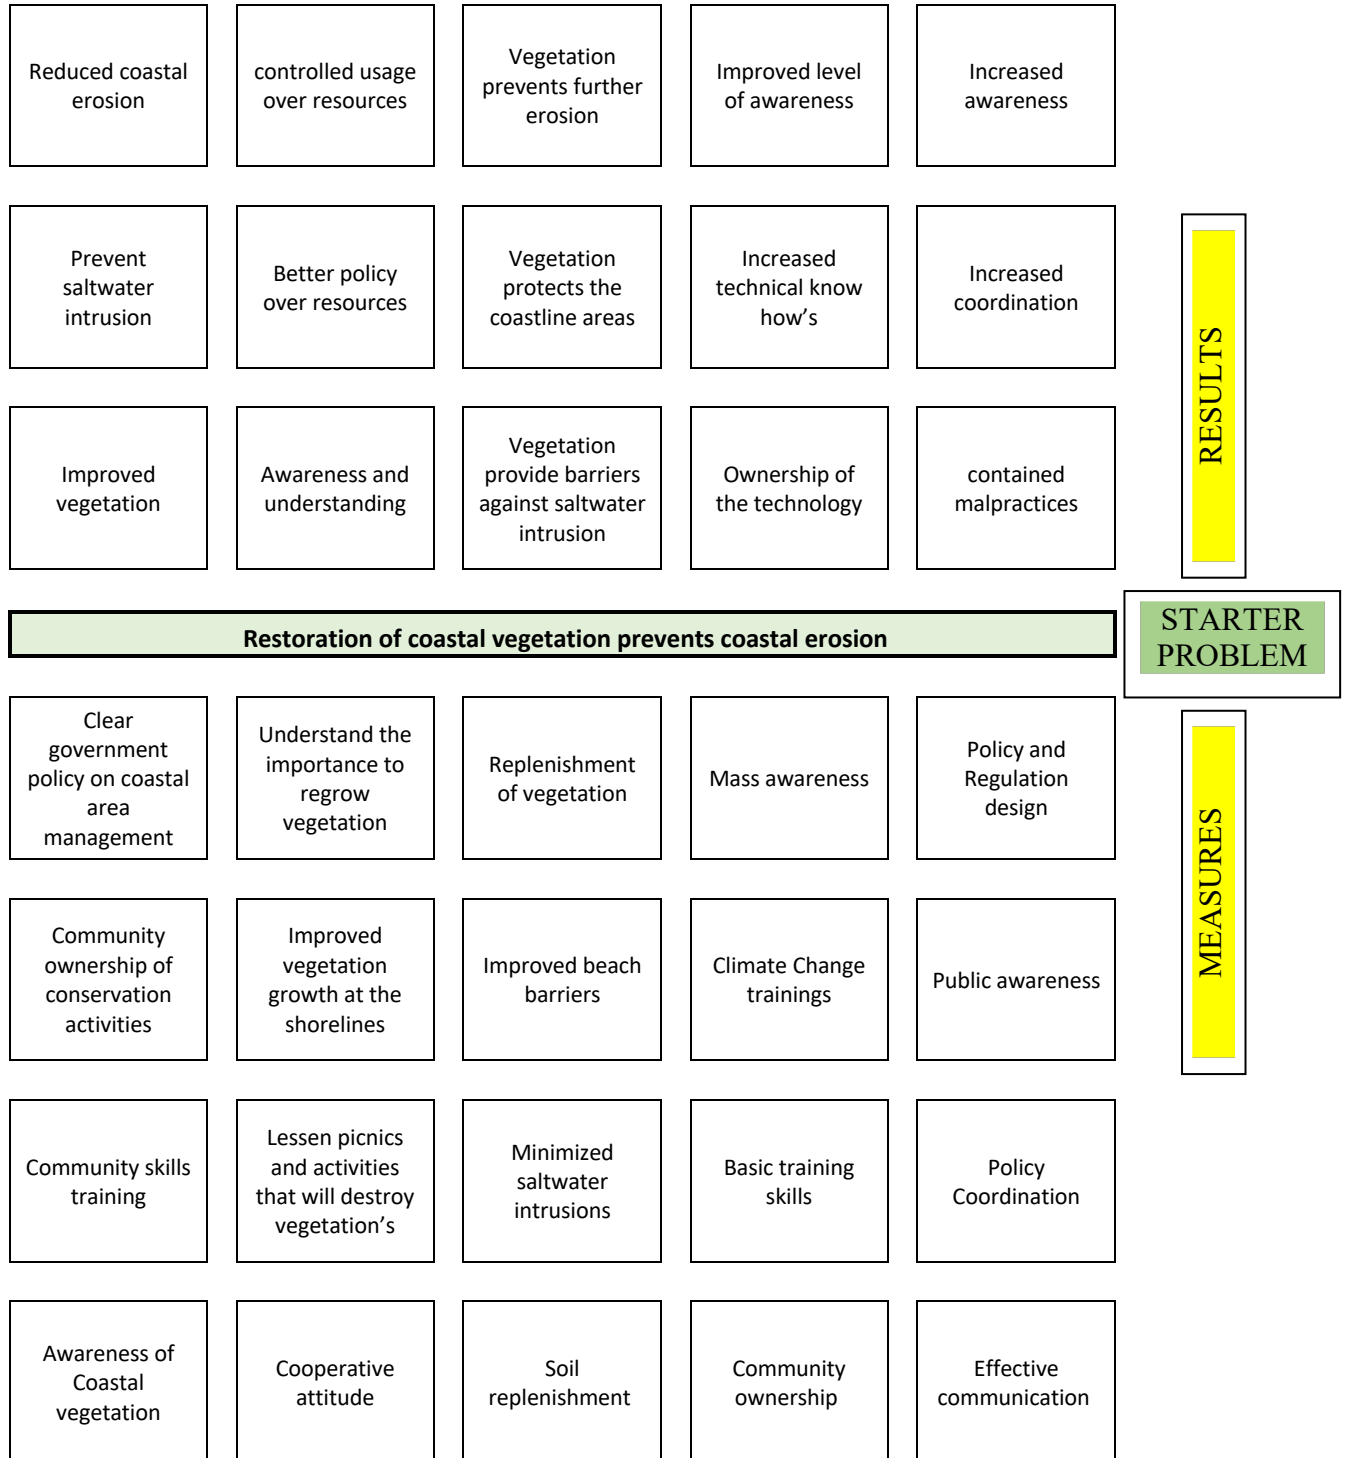 Reduced coastal
erosion
controlled usage
over resources
Vegetation
prevents further
erosion
Improved level
of awareness
Increased
awareness
Prevent
saltwater
intrusion
Better policy
over resources
Vegetation
protects the
coastline areas
Increased
technical know
how's
Increased
coordination
RESULTS
Improved
vegetation
Awareness and
understanding
Vegetation
provide barriers
against saltwater
intrusion
Ownership of
the technology
contained
malpractices
Restoration of coastal vegetation prevents coastal erosion
STARTER
PROBLEM
Clear
government
policy on coastal
area
management
Understand the
importance to
regrow
vegetation
Replenishment
of vegetation
Mass awareness
Policy and
Regulation
design
MEASURES
Community
ownership of
conservation
activities
Improved
vegetation
growth at the
shorelines
Improved beach
barriers
Climate Change
trainings
Public awareness
Community skills
training
Lessen picnics
and activities
that will destroy
vegetation’s
Minimized
saltwater
intrusions
Basic training
skills
Policy
Coordination
Awareness of
Coastal
vegetation
Cooperative
attitude
Soil
replenishment
Community
ownership
Effective
communication